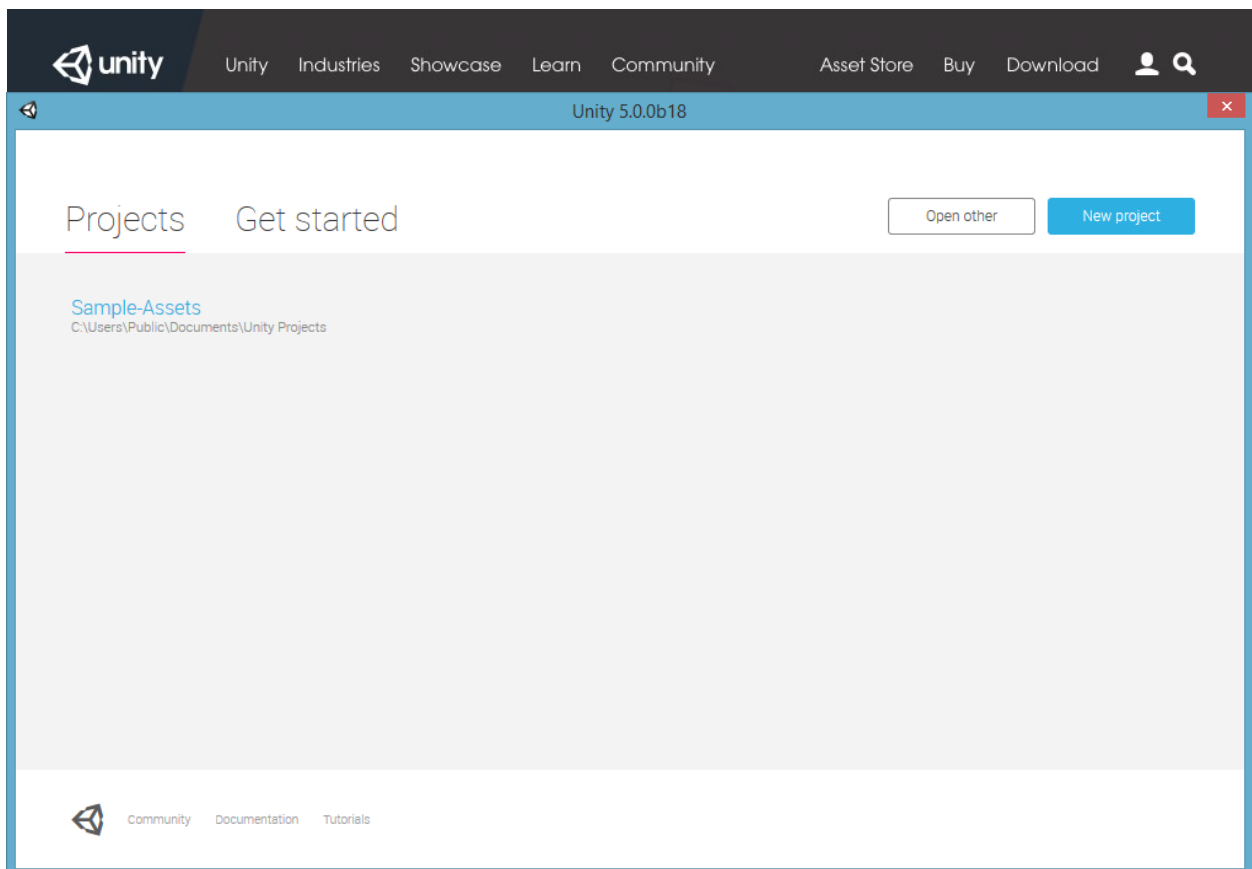 unity Unity Industries Showcase Learn Community Asset Store Buy Download
Unity 5.0.0b18
Projects Get started Open other New project
Sample-Assets
C:\Users\Public\Documents\Unity Projects
Community Documentation Tutorials